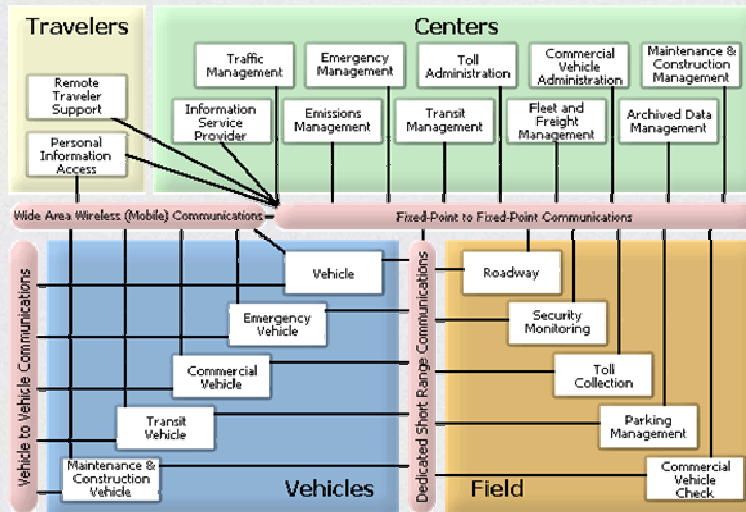 Travelers
Remote
Traveler
Support
Personal
Information
Access
Centers
Traffic
Management
Emergency
Management
Toll
Administration
Commercial
Vehicle
Administration
Maintenance &
Construction
Management
Information
Service
Provider
Emissions
Management
Transit
Management
Fleet and
Freight
Management
Archived Data
Management
Wide Area Wireless (Mobile) Communications
Fixed-Point to Fixed-Point Communications
Vehicle to Vehicle Communications
Vehicle
Emergency
Vehicle
Commercial
Vehicle
Transit
Vehicle
Maintenance &
Construction
Vehicle
Vehicles
Dedicated Short Range Communications
Roadway
Security
Monitoring
Toll
Collection
Parking
Management
Commercial
Vehicle
Check
Field